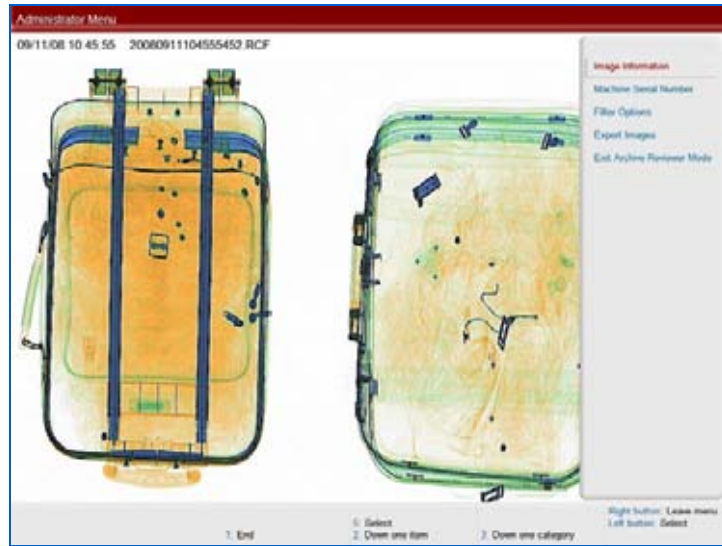 Administrator Menu
09/11/08 10:45:55 20080911104555452.RCF
Image Information
Machine Serial Number
Filter Options
Export Images
Exit Archive Reviewer Mode
Right button: Leave menu
Left button: Select
5: Select
1: End
2: Down one item
3: Down one category